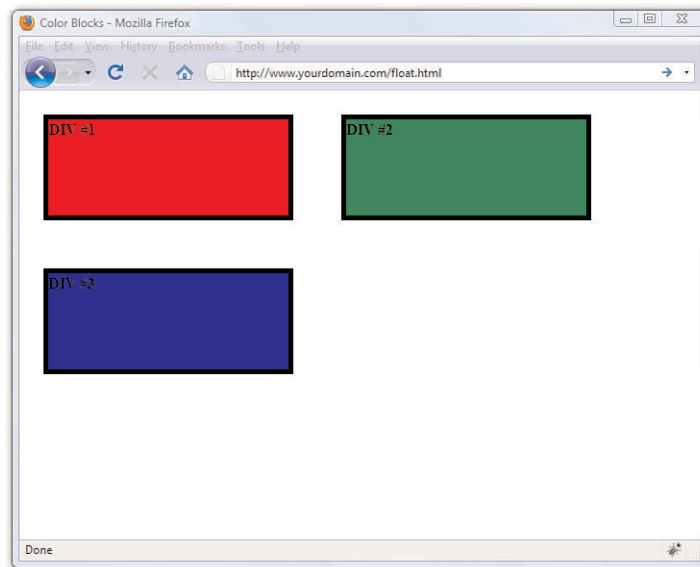 Color Blocks - Mozilla Firefox
File Edit View History Bookmarks Tools Help
http://www.yourdomain.com/float.html
DIV #1
DIV #2
DIV #3
Done